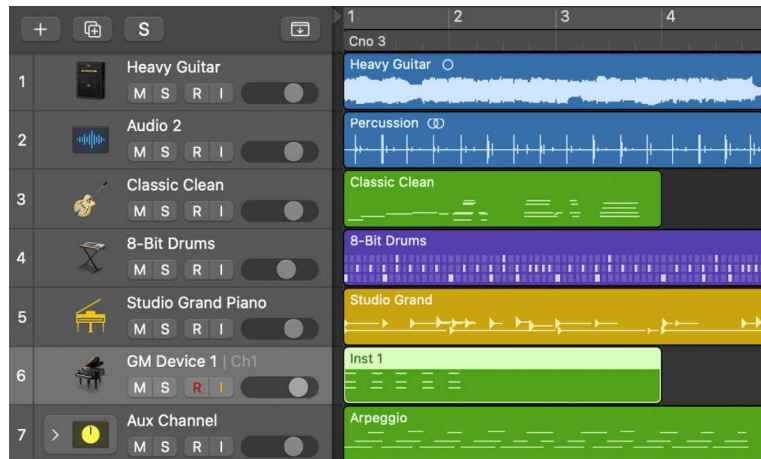 + S 1 2 3 4
Cno 3
1 Heavy Guitar
M S R I
Heavy Guitar
2 Audio 2
M S R I
Percussion
3 Classic Clean
M S R I
Classic Clean
4 8-Bit Drums
M S R I
8-Bit Drums
5 Studio Grand Piano
M S R I
Studio Grand
6 GM Device 1 | Ch1
M S R I
Inst 1
7 > Aux Channel
M S R I
Arpeggio